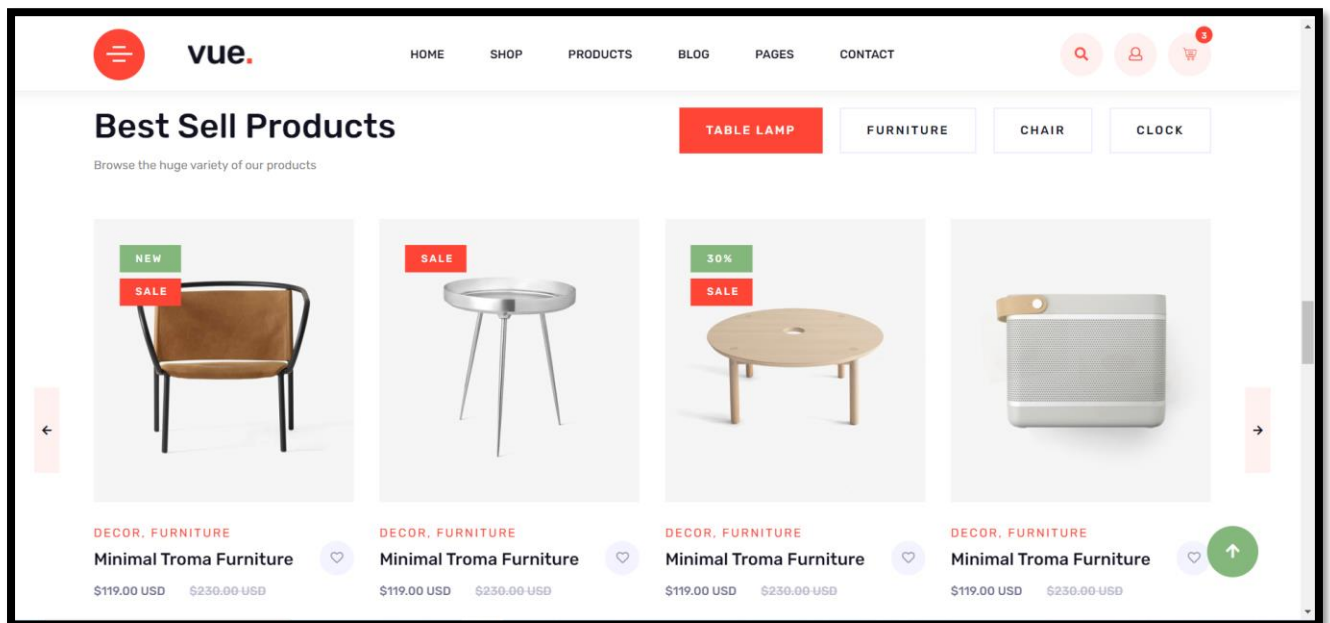 vue.
HOME SHOP PRODUCTS BLOG PAGES CONTACT
3
Best Sell Products
TABLE LAMP FURNITURE CHAIR CLOCK
Browse the huge variety of our products
NEW
SALE
SALE
30%
SALE
DECOR, FURNITURE
Minimal Troma Furniture
$119.00 USD $230.00 USD
DECOR, FURNITURE
Minimal Troma Furniture
$119.00 USD $230.00 USD
DECOR, FURNITURE
Minimal Troma Furniture
$119.00 USD $230.00 USD
DECOR, FURNITURE
Minimal Troma Furniture
$119.00 USD $230.00 USD